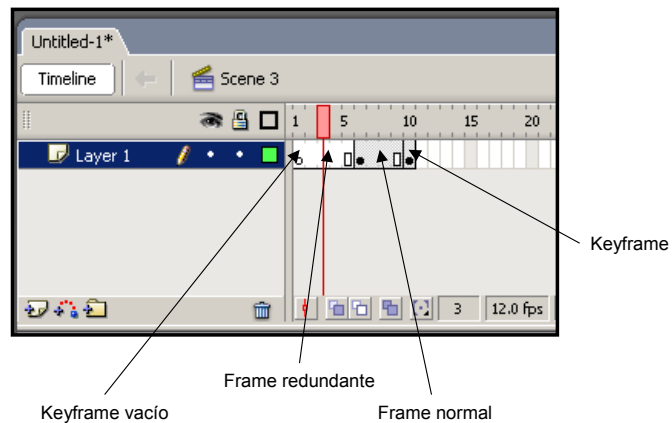 Untitled-1*
Timeline Scene 3
1 5 10 15 20
Layer 1
Keyframe
3 12.0 fps
Frame redundante
Keyframe vacío Frame normal